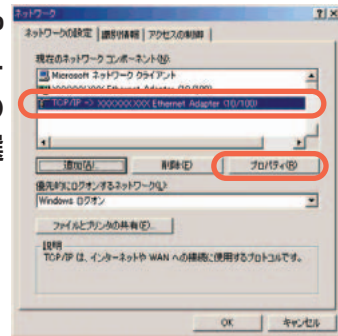 ネットワーク
ネットワークの設定 識別情報 アクセスの制御
現在のネットワーク コンポーネント(N):
Microsoft ネットワーク クライアント
XXXXXXXXX Ethernet Adapter (10/100)
TCP/IP -> XXXXXXXXX Ethernet Adapter (10/100)
追加(A)... 削除(E) プロパティ(R)
優先的にログオンするネットワーク(L):
Windows ログオン
ファイルとプリンタの共有(F)...
説明
TCP/IP は、インターネットや WAN への接続に使用するプロトコルです。
OK キャンセル